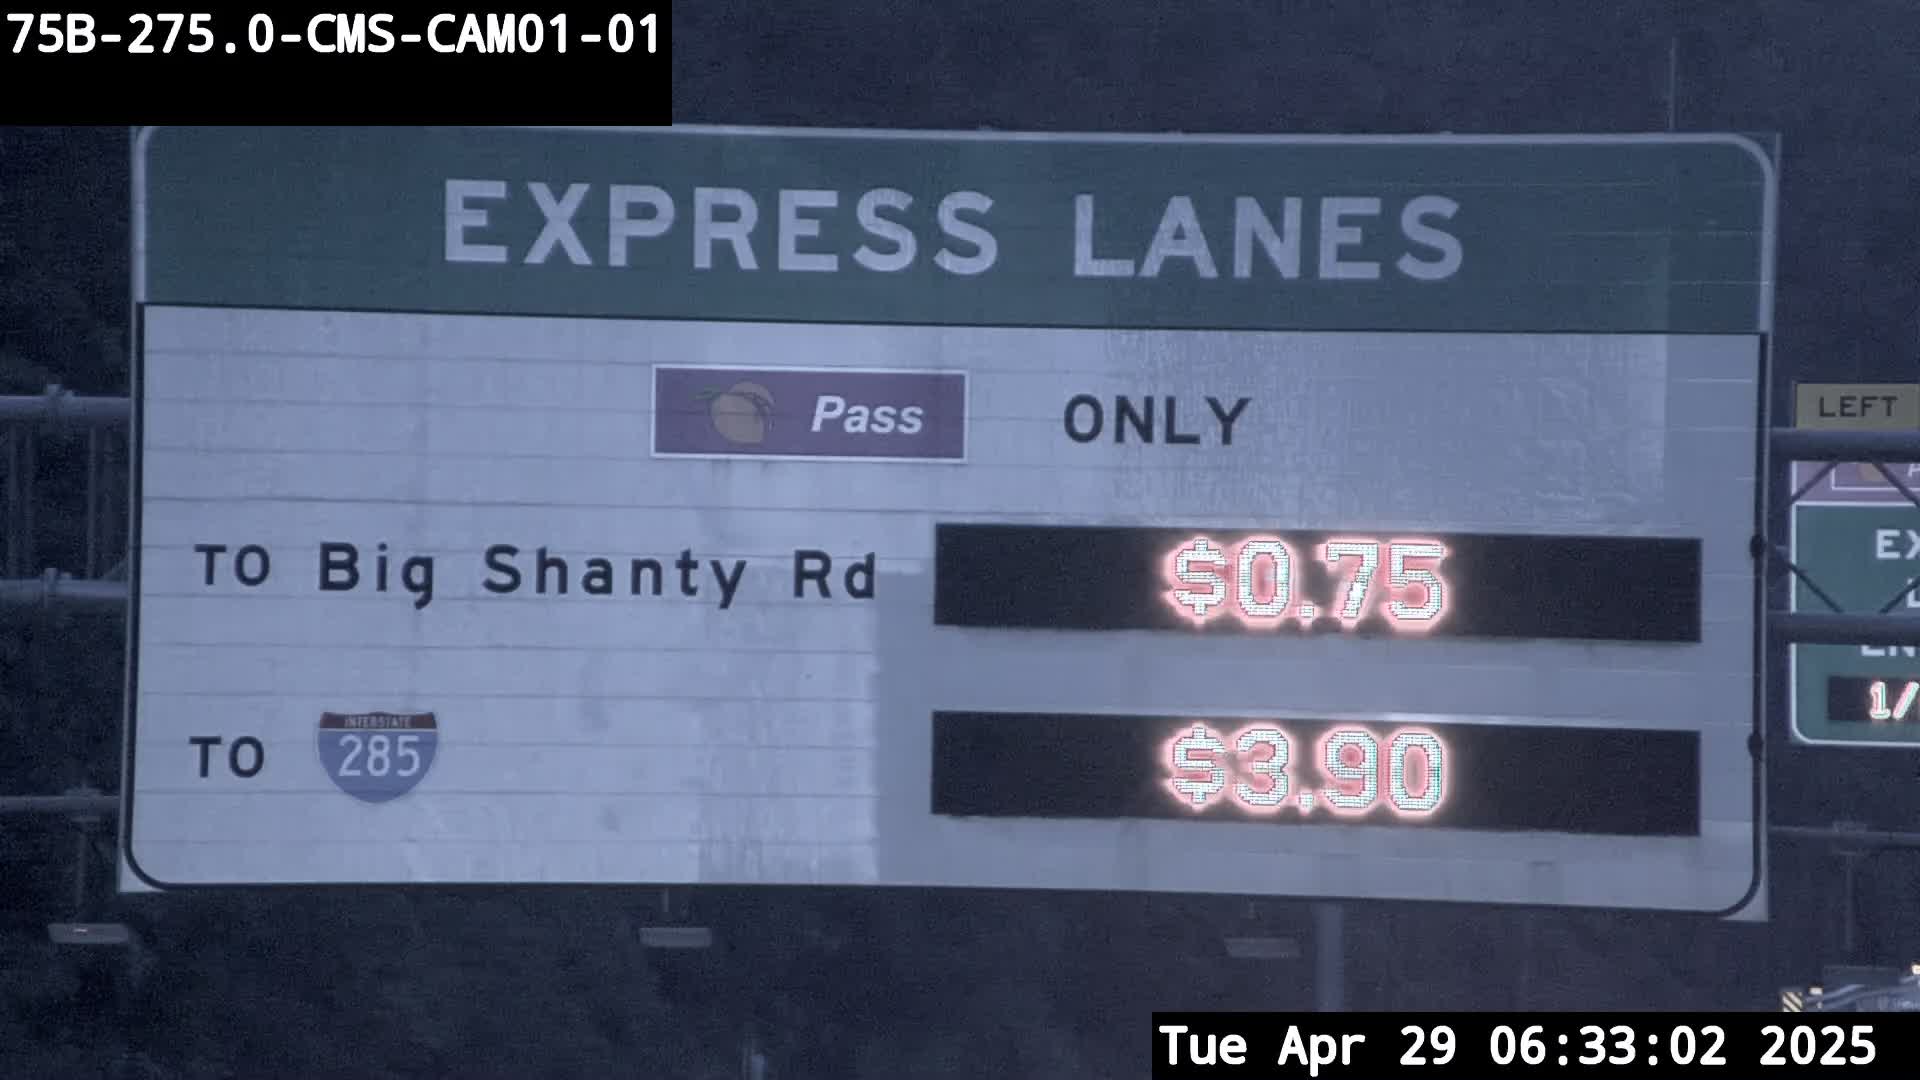 75B-275.0-CMS-CAM01-01
EXPRESS LANES
Pass ONLY
LEFT
TO Big Shanty Rd $0.75
TO INTERSTATE 285 $3.90
1/
Tue Apr 29 06:33:02 2025